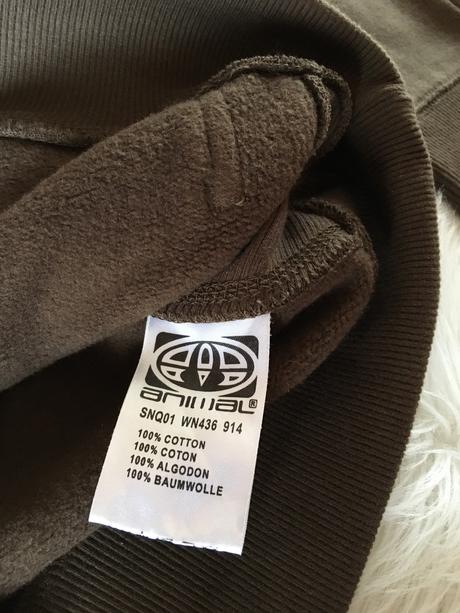 animal®
SNQ01 WN436 914
100% COTTON
100% COTON
100% ALGODON
100% BAUMWOLLE